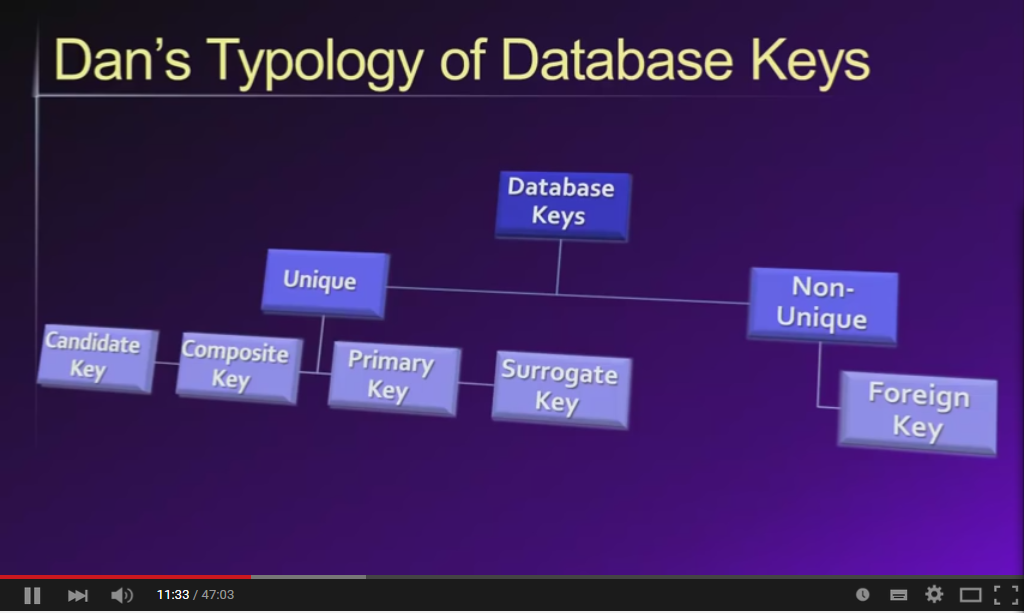 Dan's Typology of Database Keys
Database
Keys
Unique
Non-
Unique
Candidate
Key
Composite
Key
Primary
Key
Surrogate
Key
Foreign
Key
11:33 / 47:03